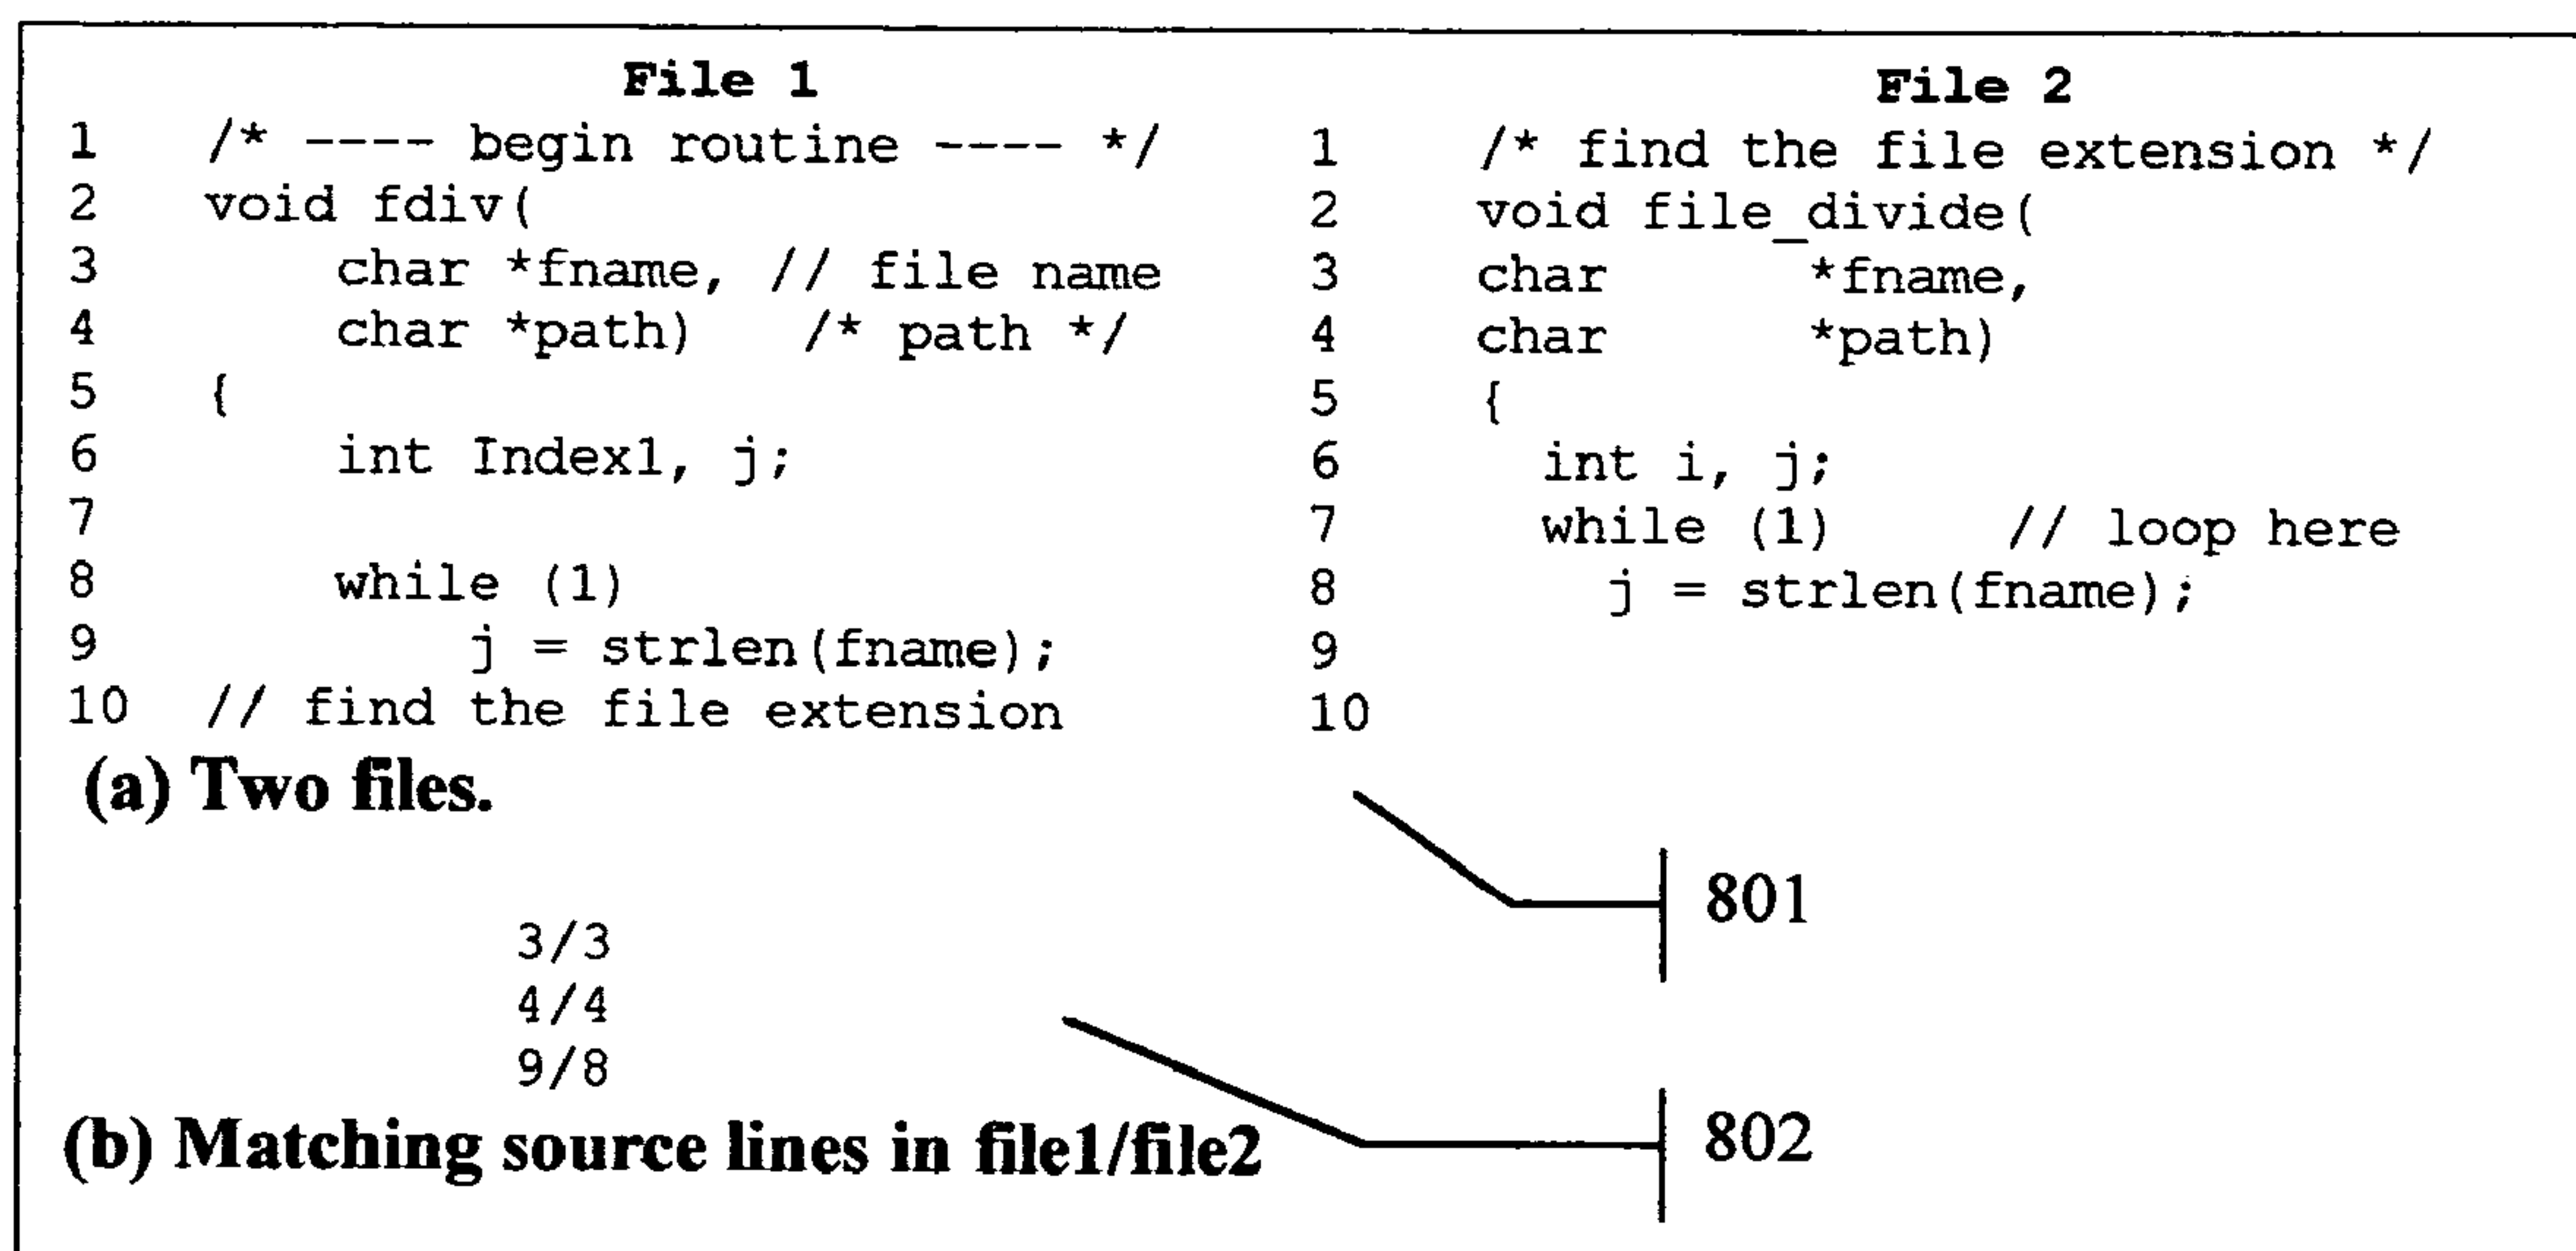 File 1
1 /* ---- begin routine ---- */
2 void fdiv(
3 char *fname, // file name
4 char *path) /* path */
5 {
6 int Index1, j;
7
8 while (1)
9 j = strlen(fname);
10 // find the file extension
File 2
1 /* find the file extension */
2 void file_divide(
3 char *fname,
4 char *path)
5 {
6 int i, j;
7 while (1) // loop here
8 j = strlen(fname);
9
10
(a) Two files.
801
3/3
4/4
9/8
(b) Matching source lines in file1/file2
802